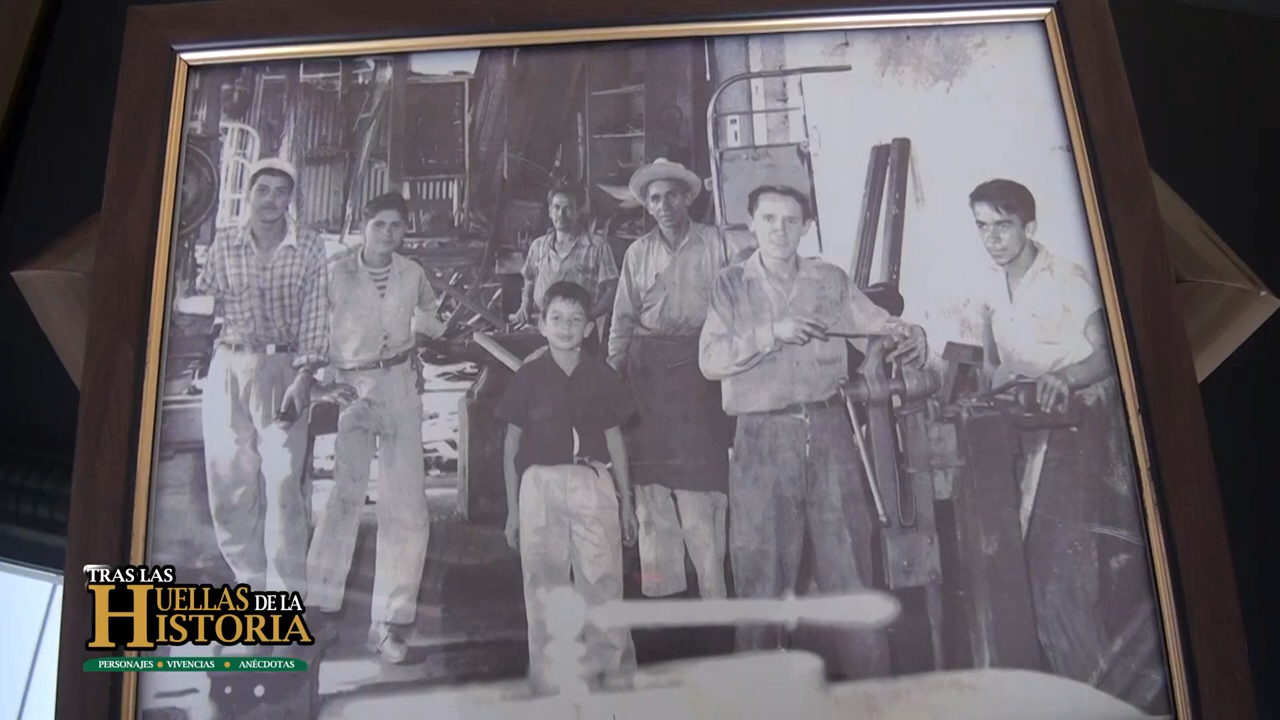 TRAS LAS
HUELLAS DE LA
HISTORIA
PERSONAJES • VIVENCIAS • ANÉCDOTAS